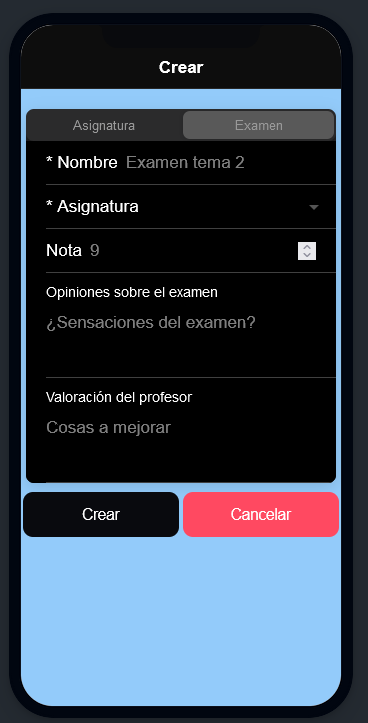 Crear
Asignatura Examen
* Nombre Examen tema 2
* Asignatura
Nota 9
Opiniones sobre el examen
¿Sensaciones del examen?
Valoración del profesor
Cosas a mejorar
Crear Cancelar